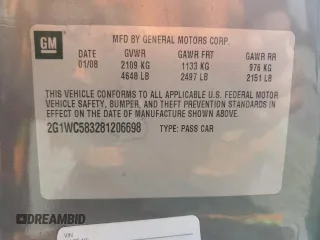 GM
MFD BY GENERAL MOTORS CORP.
DATE GVWR GAWR FRT GAWR RR
01/08 2109 KG 1133 KG 976 KG
4648 LB 2497 LB 2151 LB
THIS VEHICLE CONFORMS TO ALL APPLICABLE U.S. FEDERAL MOTOR
VEHICLE SAFETY, BUMPER, AND THEFT PREVENTION STANDARDS
IN EFFECT ON THE DATE OF MANUFACTURE SHOWN ABOVE.
2G1WC583281206698 TYPE: PASS CAR
DREAMBID
VIN